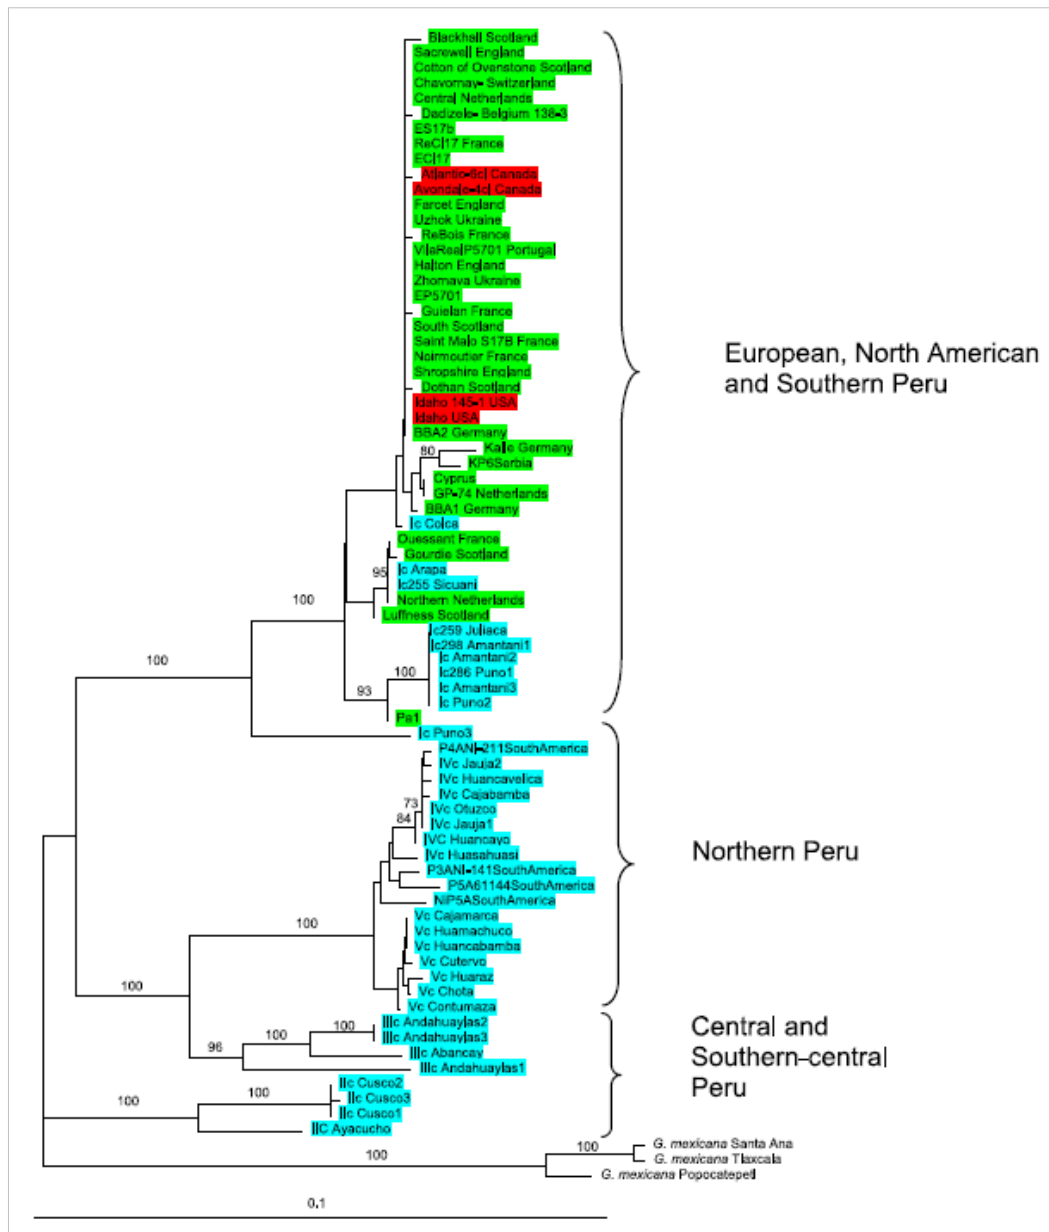 Blackhall Scotland
Sacrewell England
Cotton of Ovenstone Scotland
Chavornay- Switzerland
Central Netherlands
Dadizele- Belgium 138-3
ES17b
ReCl17 France
ECl17
Atlantic-6cl Canada
Avondale-4cl Canada
Farcet England
Uzhok Ukraine
ReBois France
VilaRealP5701 Portugal
Halton England
Zhornava Ukraine
EP5701
Guielan France
South Scotland
Saint Malo S17B France
Noirmoutier France
Shropshire England
Dothan Scotland
Idaho 145-1 USA
Idaho USA
BBA2 Germany
80
Kalle Germany
KP6Serbia
Cyprus
GP-74 Netherlands
BBA1 Germany
Ic Colca
Ouessant France
Gourdie Scotland
Ic Arapa
95
Ic255 Sicuani
Northern Netherlands
Luffness Scotland
100
Ic259 Juliaca
Ic298 Amantani1
Ic Amantani2
100
100
Ic286 Puno1
Ic Amantani3
93
Ic Puno2
Pa1
Ic Puno3
European, North American
and Southern Peru
P4ANI-211SouthAmerica
IVc Jauja2
IVc Huancavelica
IVc Cajabamba
73
IVc Otuzco
84
IVc Jauja1
IVC Huancayo
IVc Huasahuasi
P3ANI-141SouthAmerica
P5A61144SouthAmerica
NIP5ASouthAmerica
Vc Cajamarca
Vc Huamachuco
100
Vc Huancabamba
Vc Cutervo
Vc Huaraz
Vc Chota
100
Vc Contumaza
Northern Peru
IIIc Andahuaylas2
100
IIIc Andahuaylas3
100
96
IIIc Abancay
IIIc Andahuaylas1
IIc Cusco2
IIc Cusco3
100
100
IIc Cusco1
IIC Ayacucho
Central and
Southern-central
Peru
G. mexicana Santa Ana
100
G. mexicana Tlaxcala
100
G. mexicana Popocatepetl
0.1